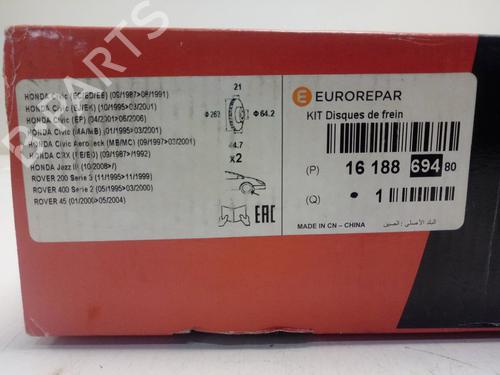 HONDA Civic (EC/ED/EE) (09/1987>08/1991)
HONDA Civic (EJ/EK) (10/1995>03/2001)
HONDA Civic (EP) (04/2001>06/2006)
HONDA Civic (MA/MB) (01/1995>03/2001)
HONDA Civic Aerodeck (MB/MC) (09/1997>03/2001)
HONDA CRX (
) (09/1987>1992)
HONDA Jazz III (10/2008>/)
ROVER 200 Serie 3 (11/1995>11/1999)
ROVER 400 Serie 2 (05/1995>03/2000)
ROVER 45 (01/2000>05/2004)
21
Φ 262
Φ 64.2
4.7
x2
EAC
EUROREPAR
KIT Disques de frein
(P) 16 188 694 80
(Q) • 1
MADE IN CN – CHINA
البلد الأصلي : الصين
B PARTS